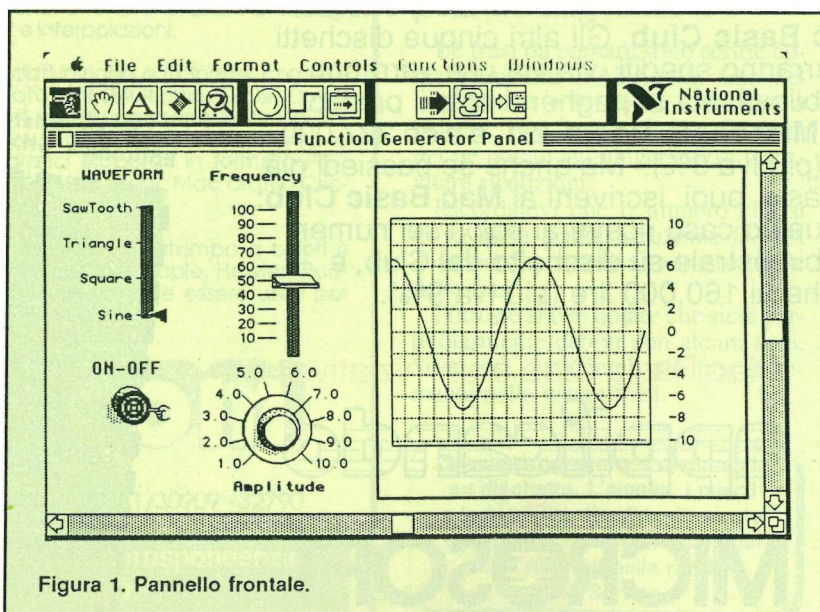 File Edit Format Controls Functions Windows
National
Instruments
Function Generator Panel
WAVEFORM
SawTooth
Triangle
Square
Sine
ON-OFF
Frequency
100
90
80
70
60
50
40
30
20
10
5.0 6.0
4.0 7.0
3.0 8.0
2.0 9.0
1.0 10.0
Amplitude
10
8
6
4
2
0
-2
-4
-6
-8
-10
Figura 1. Pannello frontale.